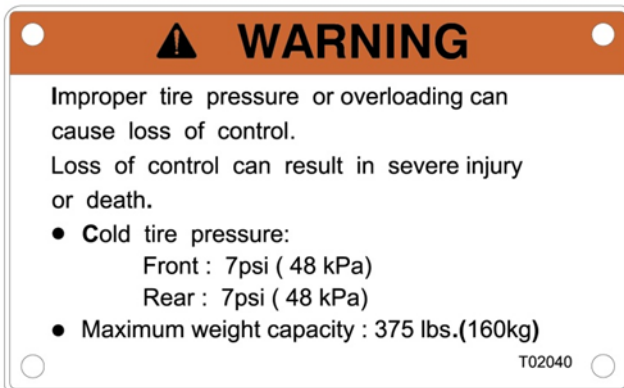 WARNING
Improper tire pressure or overloading can
cause loss of control.
Loss of control can result in severe injury
or death.
● Cold tire pressure:
Front : 7psi ( 48 kPa)
Rear : 7psi ( 48 kPa)
● Maximum weight capacity : 375 lbs.(160kg)
T02040